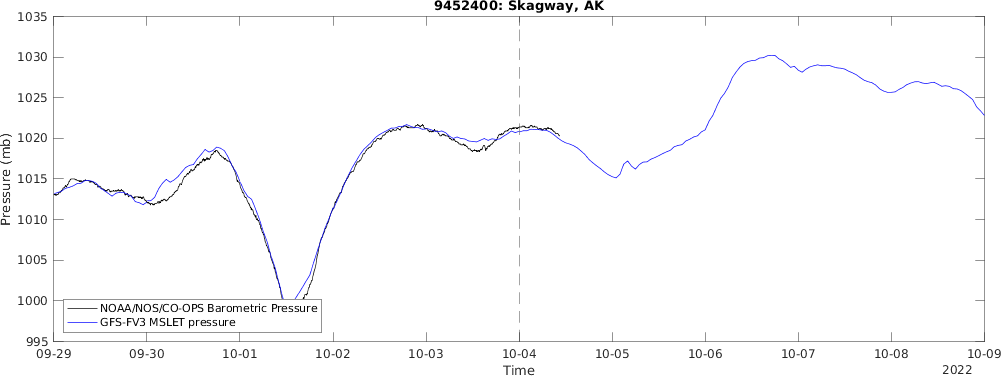 9452400: Skagway, AK
Pressure (mb)
1035
1030
1025
1020
1015
1010
1005
1000
995
NOAA/NOS/CO-OPS Barometric Pressure
GFS-FV3 MSLET pressure
09-29 09-30 10-01 10-02 10-03 10-04 10-05 10-06 10-07 10-08 10-09
Time
2022